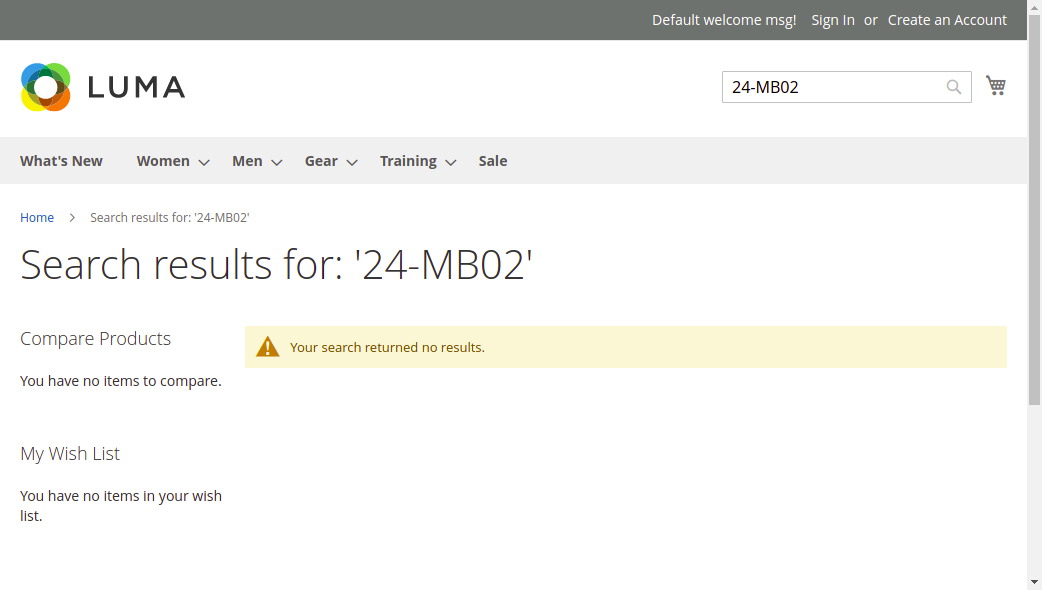 Default welcome msg! Sign In or Create an Account
LUMA
24-MB02
What's New Women Men Gear Training Sale
Home Search results for: '24-MB02'
Search results for: '24-MB02'
Compare Products
You have no items to compare.
Your search returned no results.
My Wish List
You have no items in your wish
list.